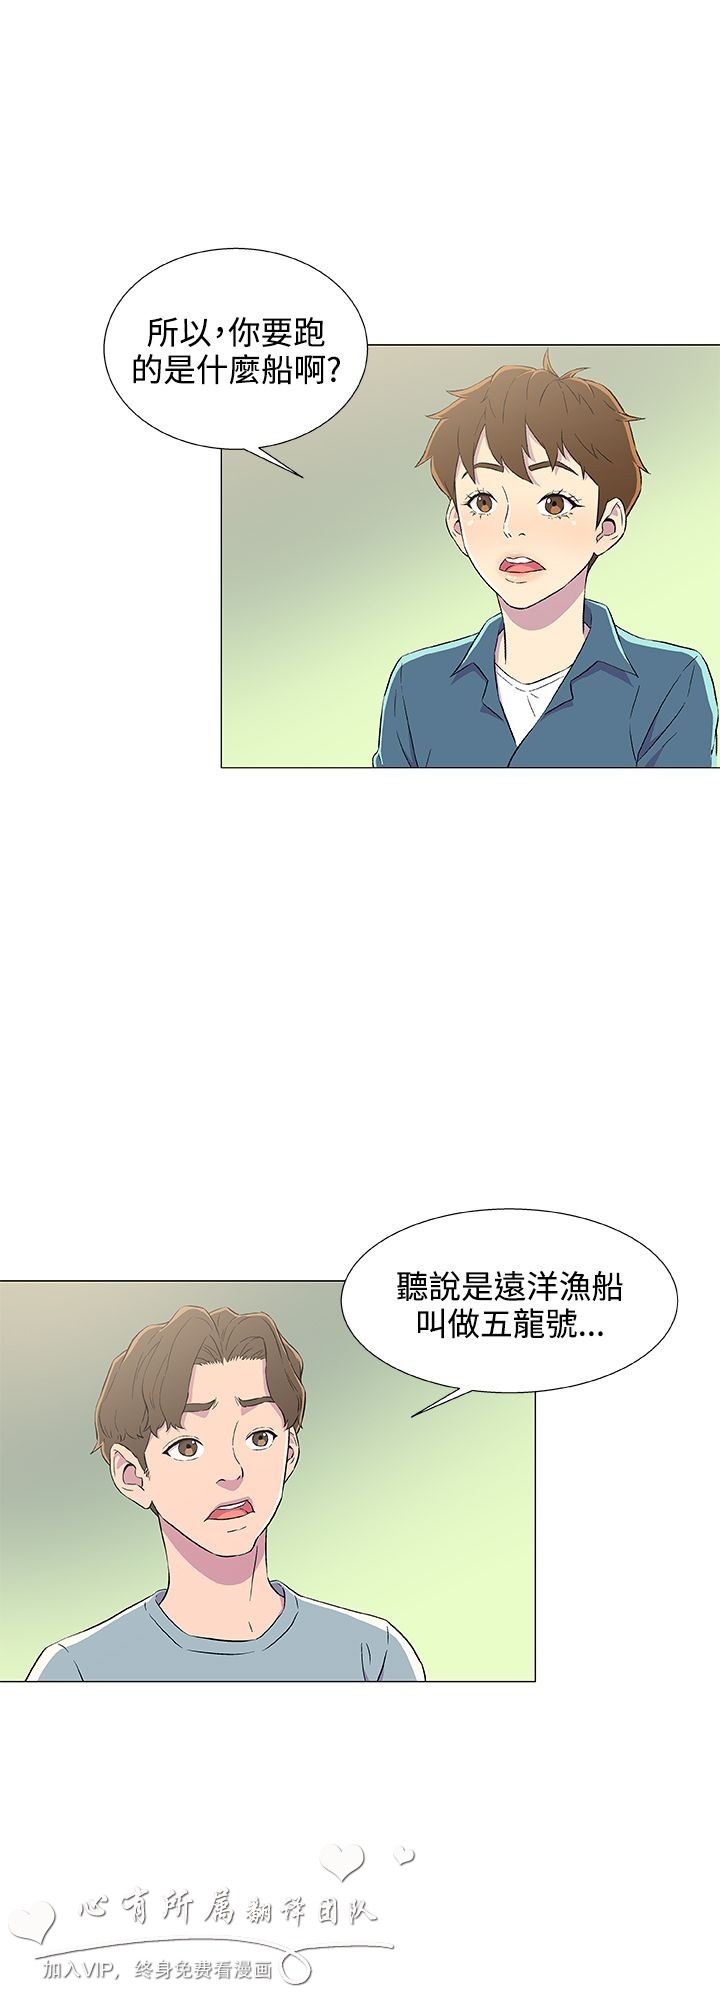 所以，你要跑
的是什麼船啊?
聽說是遠洋漁船
叫做五龍號...
心有所属翻译团队
加入VIP，终身免费看漫画